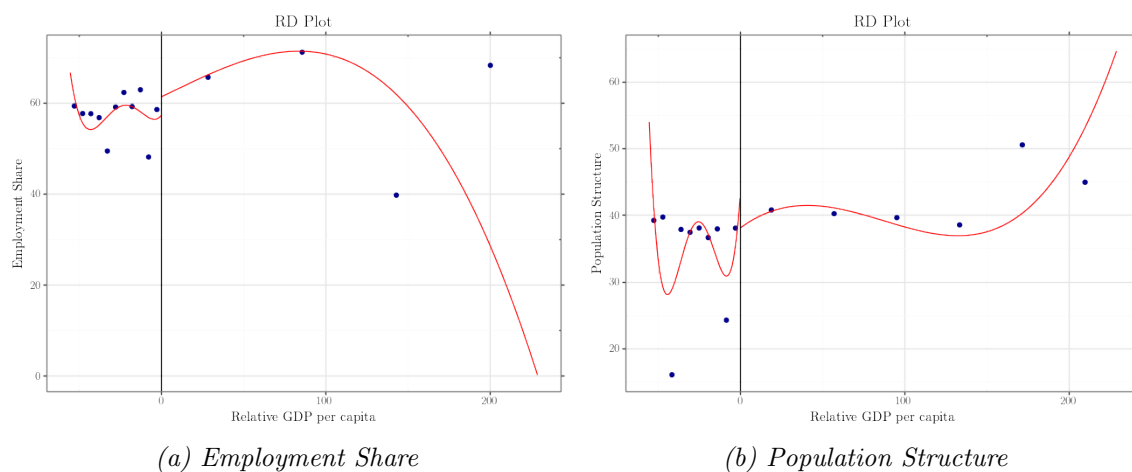 RD Plot
Employment Share
60
40
20
0
0
200
Relative GDP per capita
(a) Employment Share
RD Plot
Population Structure
60
50
40
30
20
0
100
200
Relative GDP per capita
(b) Population Structure